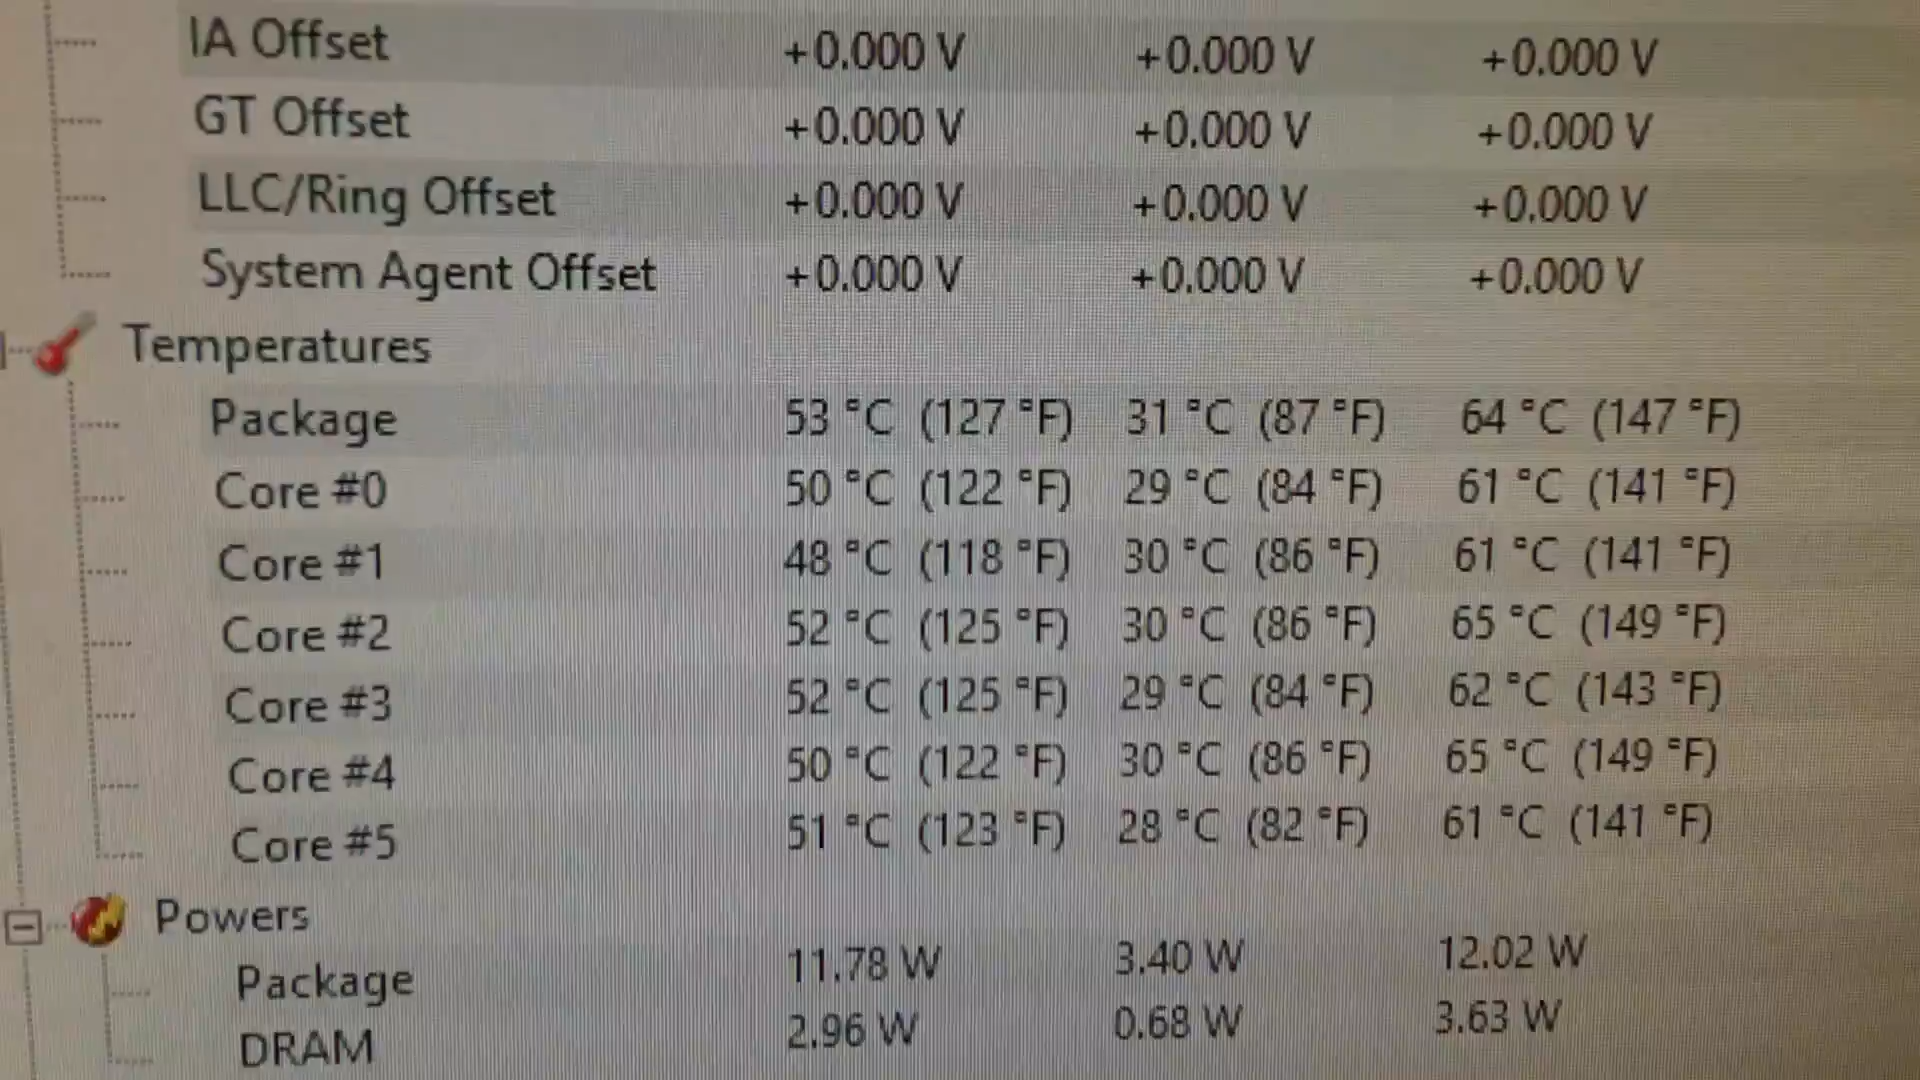 IA Offset +0.000 V +0.000 V +0.000 V
GT Offset +0.000 V +0.000 V +0.000 V
LLC/Ring Offset +0.000 V +0.000 V +0.000 V
System Agent Offset +0.000 V +0.000 V +0.000 V
Temperatures
Package 53 °C (127 °F) 31 °C (87 °F) 64 °C (147 °F)
Core #0 50 °C (122 °F) 29 °C (84 °F) 61 °C (141 °F)
Core #1 48 °C (118 °F) 30 °C (86 °F) 61 °C (141 °F)
Core #2 52 °C (125 °F) 30 °C (86 °F) 65 °C (149 °F)
Core #3 52 °C (125 °F) 29 °C (84 °F) 62 °C (143 °F)
Core #4 50 °C (122 °F) 30 °C (86 °F) 65 °C (149 °F)
Core #5 51 °C (123 °F) 28 °C (82 °F) 61 °C (141 °F)
Powers
Package 11.78 W 3.40 W 12.02 W
DRAM 2.96 W 0.68 W 3.63 W